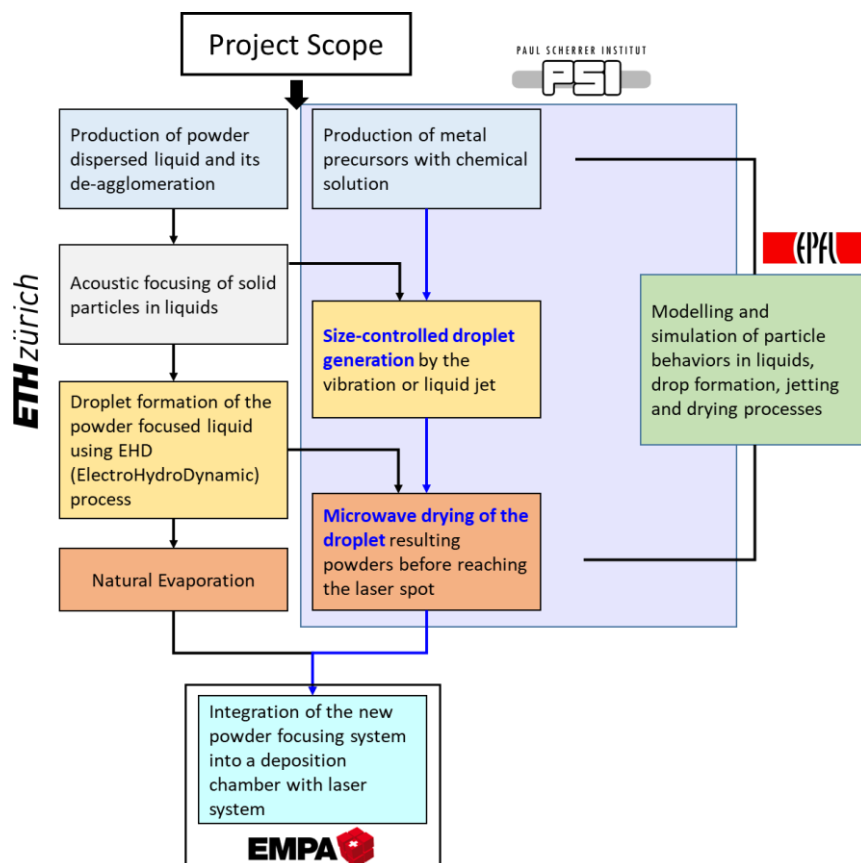 Project Scope
PAUL SCHERRER INSTITUT
PSI
Production of powder
dispersed liquid and its
de-agglomeration
Production of metal
precursors with chemical
solution
ETH zürich
Acoustic focusing of solid
particles in liquids
EPFL
Size-controlled droplet
generation by the
vibration or liquid jet
Modelling and
simulation of particle
behaviors in liquids,
drop formation, jetting
and drying processes
Droplet formation of the
powder focused liquid
using EHD
(ElectroHydroDynamic)
process
Microwave drying of the
droplet resulting
powders before reaching
the laser spot
Natural Evaporation
Integration of the new
powder focusing system
into a deposition
chamber with laser
system
EMPA